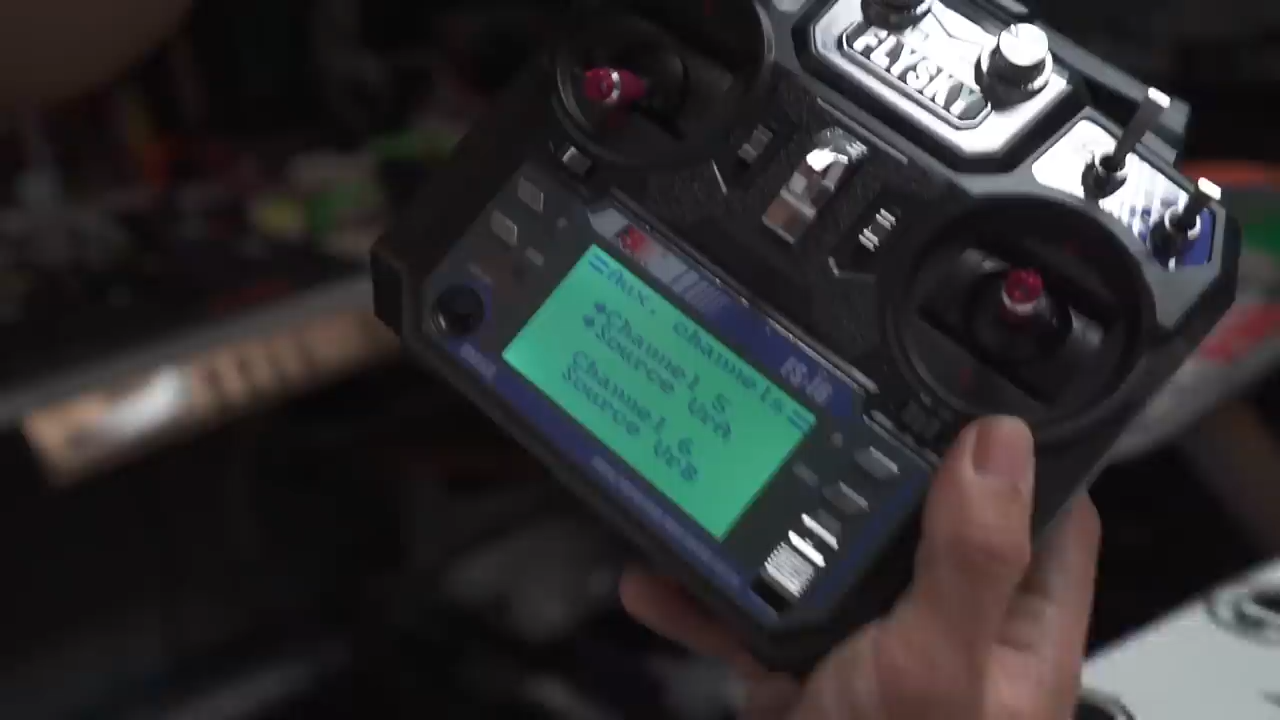 FLYSKY
FS-i6
Aux. channels
Channel 5
Source VrA
Channel 6
Source VrB